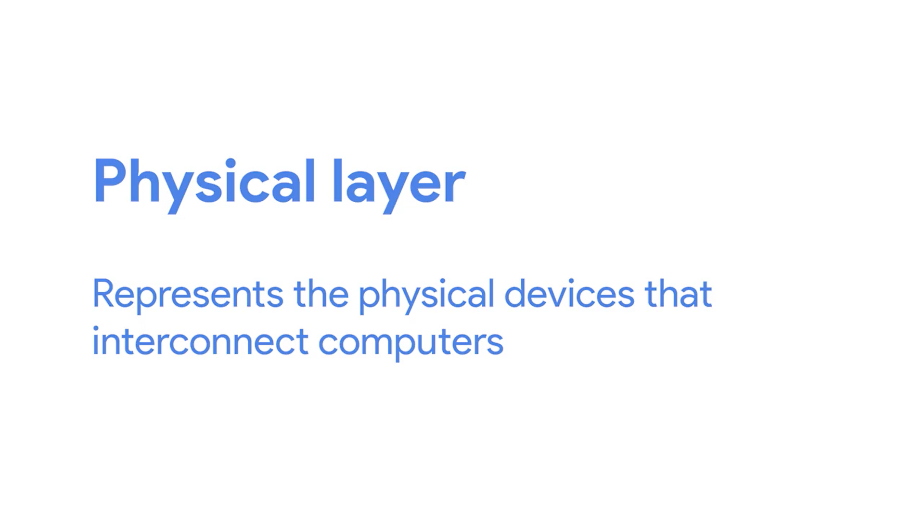 Physical layer
Represents the physical devices that
interconnect computers